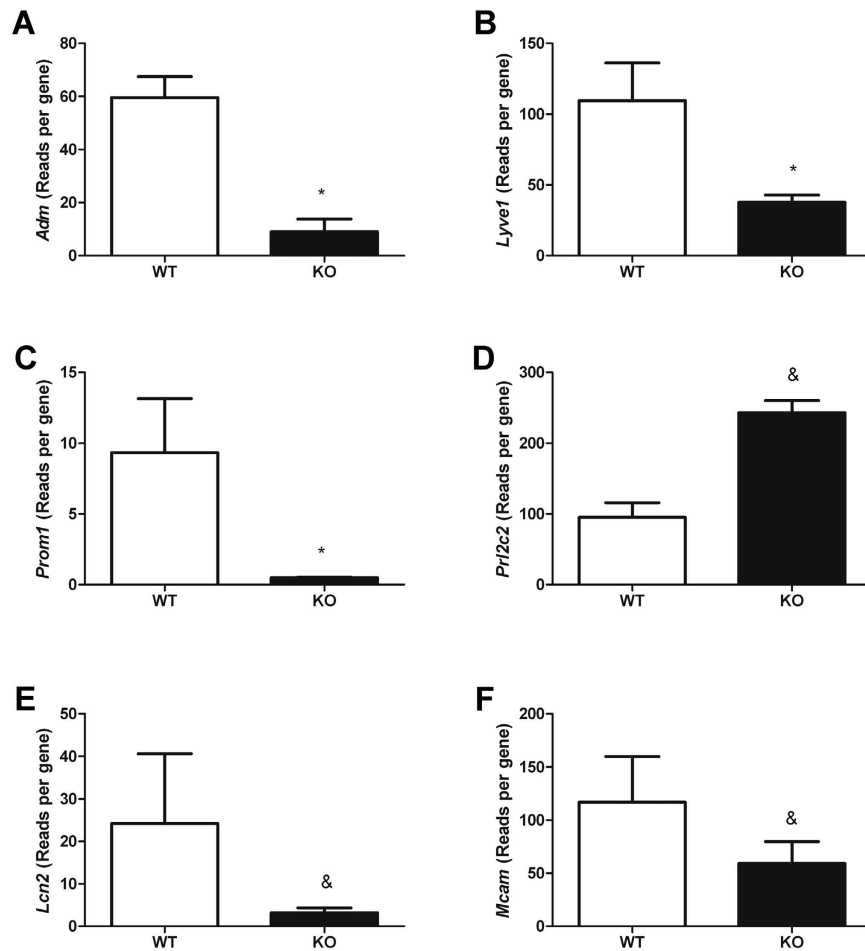 A
Adm (Reads per gene)
80
60
40
20
0
*
WT
KO
B
Lyve1 (Reads per gene)
150
100
50
0
*
WT
KO
C
Prom1 (Reads per gene)
15
10
5
0
*
WT
KO
D
Prl2c2 (Reads per gene)
300
200
100
0
&
WT
KO
E
Lcn2 (Reads per gene)
50
40
30
20
10
0
&
WT
KO
F
Mcam (Reads per gene)
200
150
100
50
0
&
WT
KO